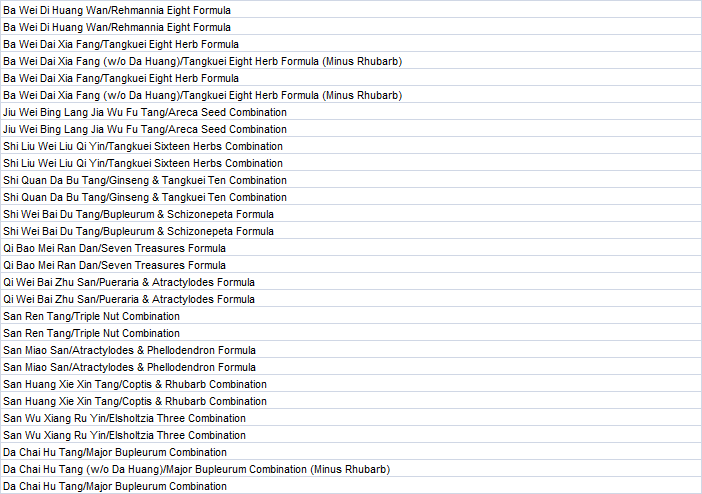 Ba Wei Di Huang Wan/Rehmannia Eight Formula
Ba Wei Di Huang Wan/Rehmannia Eight Formula
Ba Wei Dai Xia Fang/Tangkuei Eight Herb Formula
Ba Wei Dai Xia Fang (w/o Da Huang)/Tangkuei Eight Herb Formula (Minus Rhubarb)
Ba Wei Dai Xia Fang/Tangkuei Eight Herb Formula
Ba Wei Dai Xia Fang (w/o Da Huang)/Tangkuei Eight Herb Formula (Minus Rhubarb)
Jiu Wei Bing Lang Jia Wu Fu Tang/Areca Seed Combination
Jiu Wei Bing Lang Jia Wu Fu Tang/Areca Seed Combination
Shi Liu Wei Liu Qi Yin/Tangkuei Sixteen Herbs Combination
Shi Liu Wei Liu Qi Yin/Tangkuei Sixteen Herbs Combination
Shi Quan Da Bu Tang/Ginseng & Tangkuei Ten Combination
Shi Quan Da Bu Tang/Ginseng & Tangkuei Ten Combination
Shi Wei Bai Du Tang/Bupleurum & Schizonepeta Formula
Shi Wei Bai Du Tang/Bupleurum & Schizonepeta Formula
Qi Bao Mei Ran Dan/Seven Treasures Formula
Qi Bao Mei Ran Dan/Seven Treasures Formula
Qi Wei Bai Zhu San/Pueraria & Atractylodes Formula
Qi Wei Bai Zhu San/Pueraria & Atractylodes Formula
San Ren Tang/Triple Nut Combination
San Ren Tang/Triple Nut Combination
San Miao San/Atractylodes & Phellodendron Formula
San Miao San/Atractylodes & Phellodendron Formula
San Huang Xie Xin Tang/Coptis & Rhubarb Combination
San Huang Xie Xin Tang/Coptis & Rhubarb Combination
San Wu Xiang Ru Yin/Elsholtzia Three Combination
San Wu Xiang Ru Yin/Elsholtzia Three Combination
Da Chai Hu Tang/Major Bupleurum Combination
Da Chai Hu Tang (w/o Da Huang)/Major Bupleurum Combination (Minus Rhubarb)
Da Chai Hu Tang/Major Bupleurum Combination